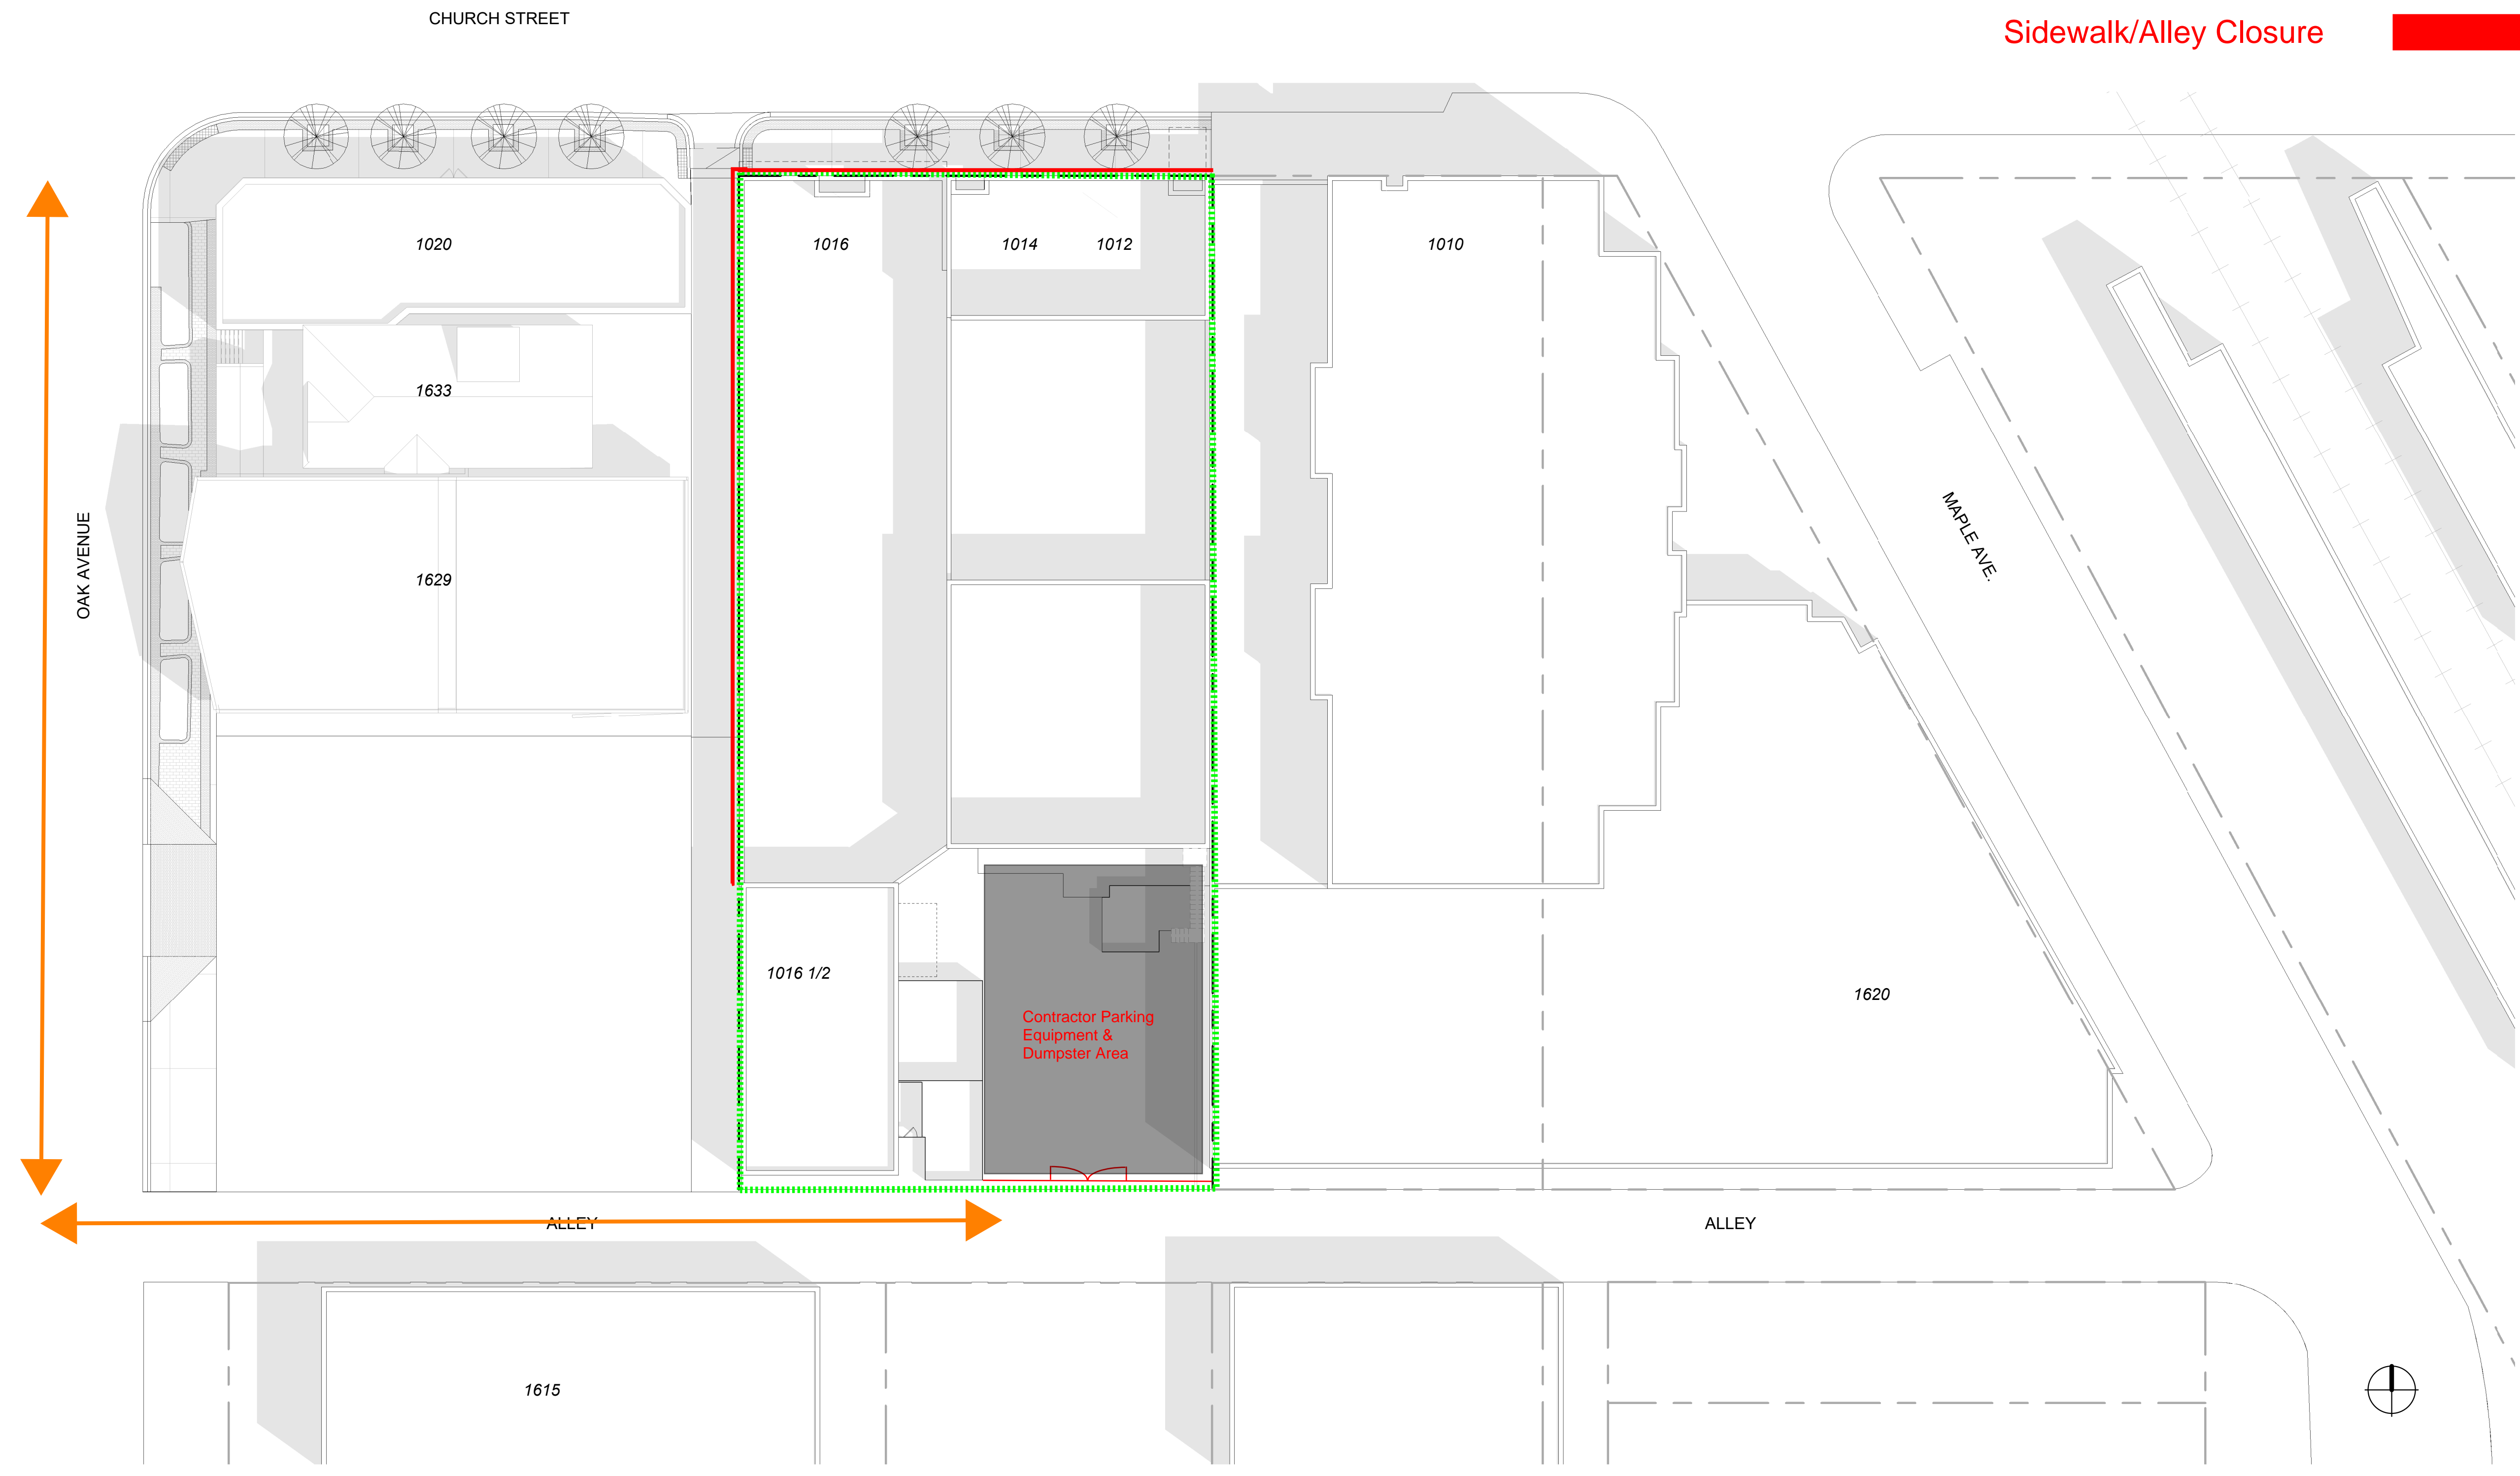 CHURCH STREET
Sidewalk/Alley Closure
1020
1016
1014
1012
1010
1633
OAK AVENUE
1629
MAPLE AVE.
1016 1/2
1620
Contractor Parking
Equipment &
Dumpster Area
ALLEY
ALLEY
1615